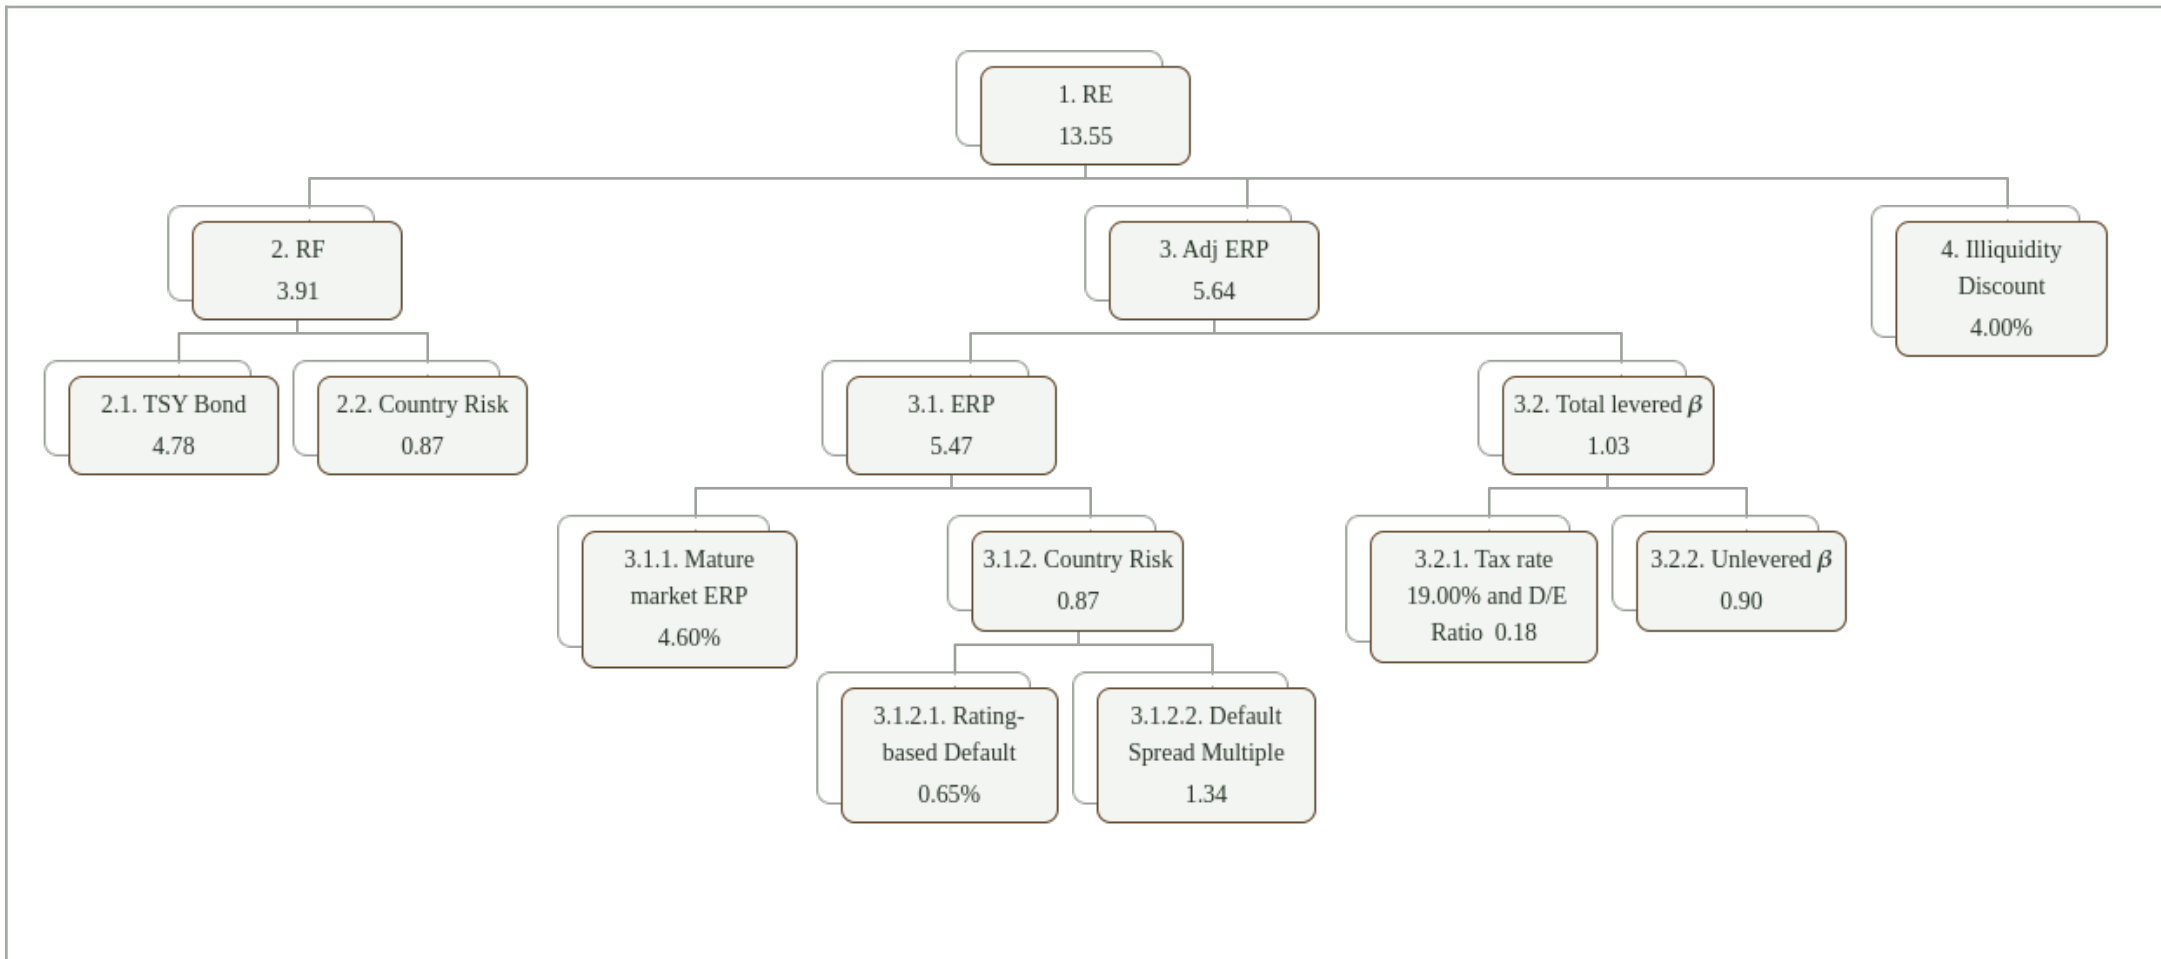 1. RE
13.55
2. RF
3.91
3. Adj ERP
5.64
4. Illiquidity
Discount
4.00%
2.1. TSY Bond
4.78
2.2. Country Risk
0.87
3.1. ERP
5.47
3.2. Total levered β
1.03
3.1.1. Mature
market ERP
4.60%
3.1.2. Country Risk
0.87
3.2.1. Tax rate
19.00% and D/E
Ratio  0.18
3.2.2. Unlevered β
0.90
3.1.2.1. Rating-
based Default
0.65%
3.1.2.2. Default
Spread Multiple
1.34